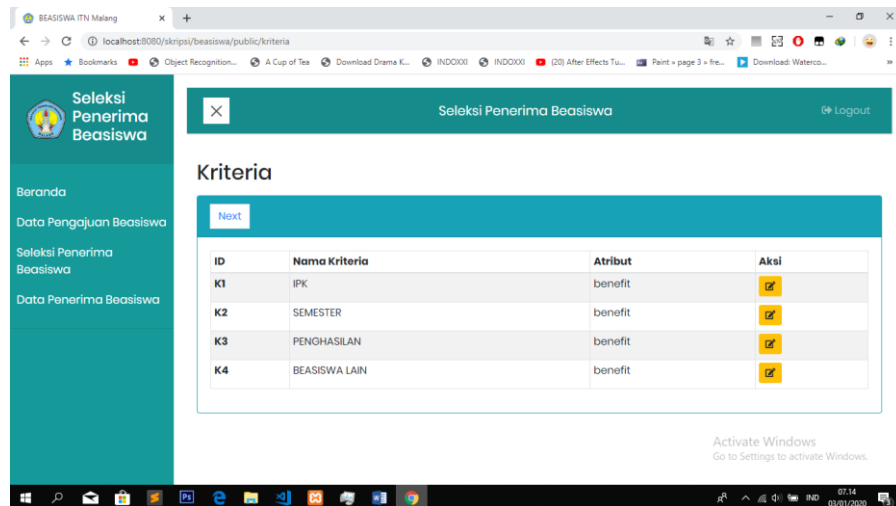 BEASISWA ITN Malang
localhost:8080/skripsi/beasiswa/public/kriteria
Apps Bookmarks Object Recognition... A Cup of Tea Download Drama K... INDOXXI INDOXXI (20) After Effects Tu... Paint » page 3 » fre... Download: Waterco... »
Seleksi
Penerima
Beasiswa
Seleksi Penerima Beasiswa
Logout
Beranda
Data Pengajuan Beasiswa
Seleksi Penerima
Beasiswa
Data Penerima Beasiswa
Kriteria
Next
ID Nama Kriteria Atribut Aksi
K1 IPK benefit
K2 SEMESTER benefit
K3 PENGHASILAN benefit
K4 BEASISWA LAIN benefit
Activate Windows
Go to Settings to activate Windows.
IND
07.14
03/01/2020